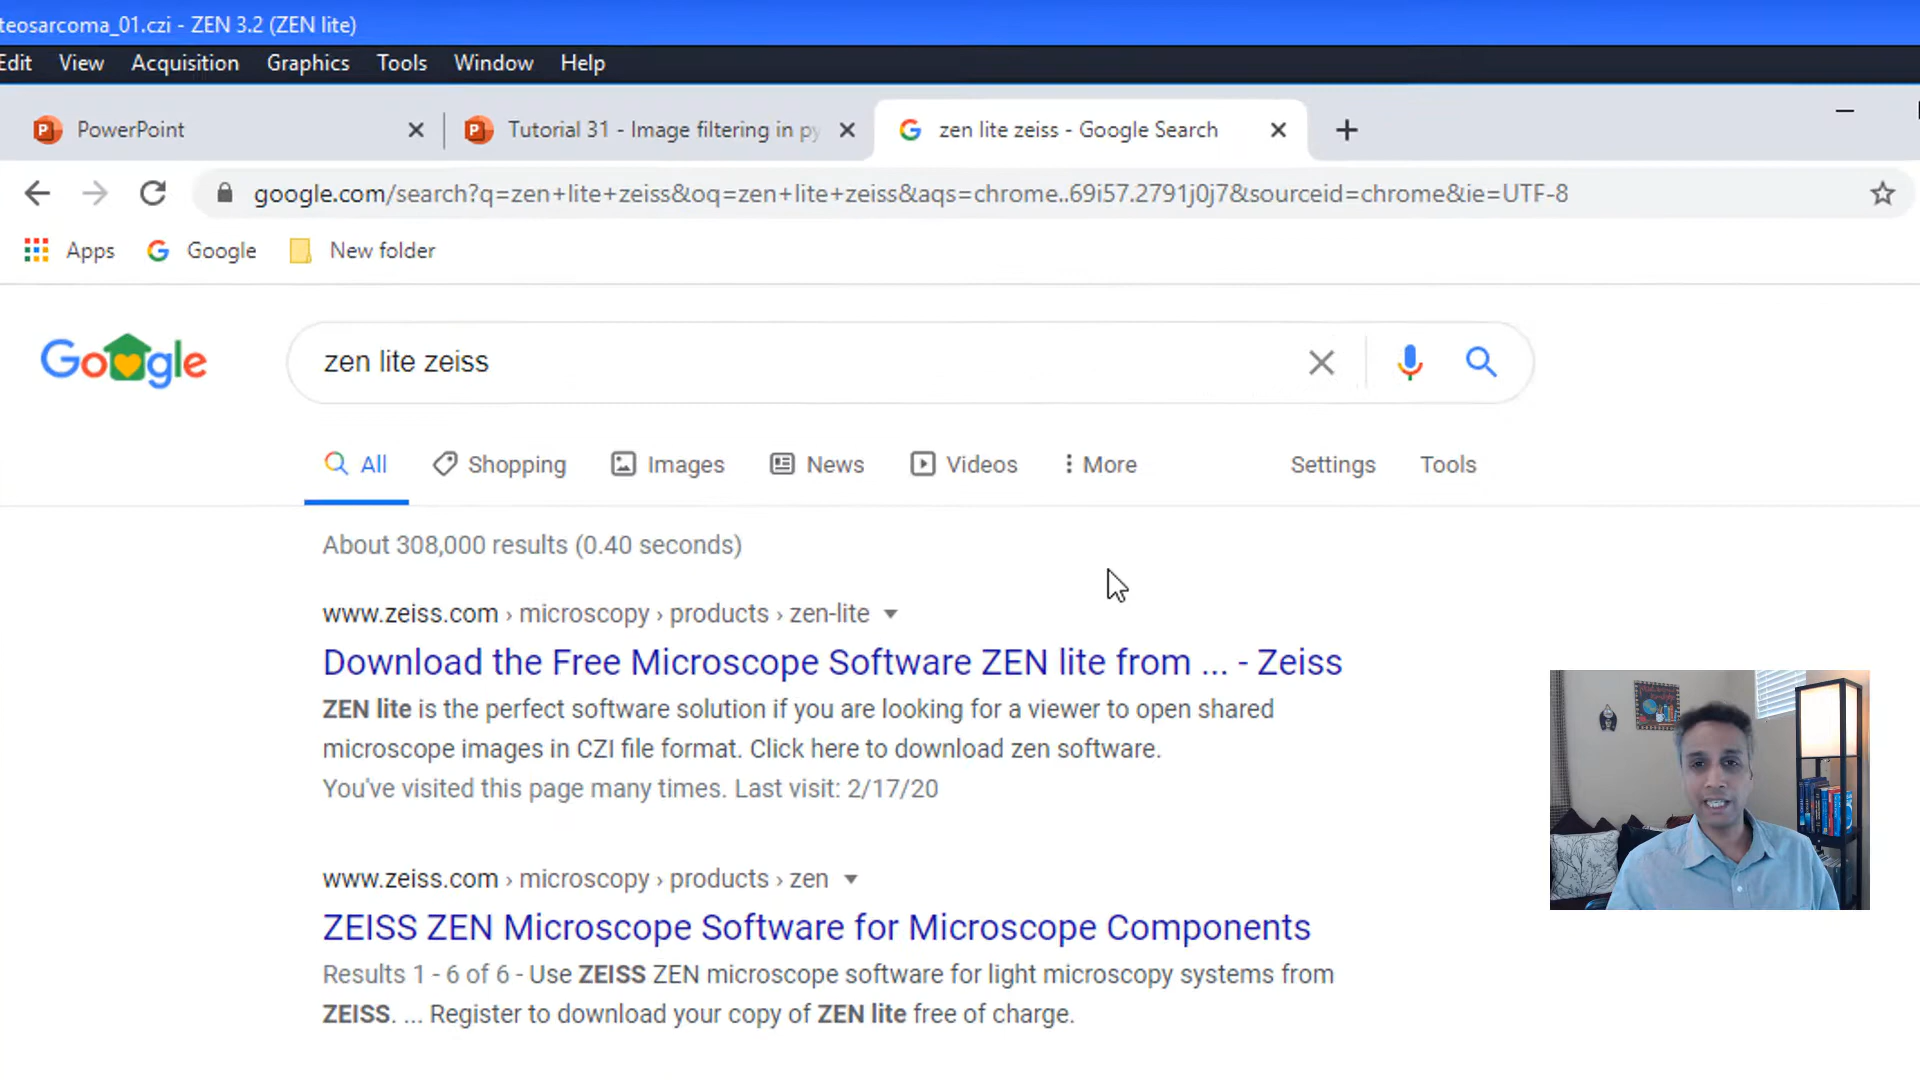 teosarcoma_01.czi - ZEN 3.2 (ZEN lite)
Edit View Acquisition Graphics Tools Window Help
PowerPoint Tutorial 31 - Image filtering in py zen lite zeiss - Google Search
google.com/search?q=zen+lite+zeiss&oq=zen+lite+zeiss&aqs=chrome..69i57.2791j0j7&sourceid=chrome&ie=UTF-8
Apps Google New folder
Google zen lite zeiss
All Shopping Images News Videos More Settings Tools
About 308,000 results (0.40 seconds)
www.zeiss.com › microscopy › products › zen-lite
Download the Free Microscope Software ZEN lite from ... - Zeiss
ZEN lite is the perfect software solution if you are looking for a viewer to open shared
microscope images in CZI file format. Click here to download zen software.
You've visited this page many times. Last visit: 2/17/20
www.zeiss.com › microscopy › products › zen
ZEISS ZEN Microscope Software for Microscope Components
Results 1 - 6 of 6 - Use ZEISS ZEN microscope software for light microscopy systems from
ZEISS. ... Register to download your copy of ZEN lite free of charge.